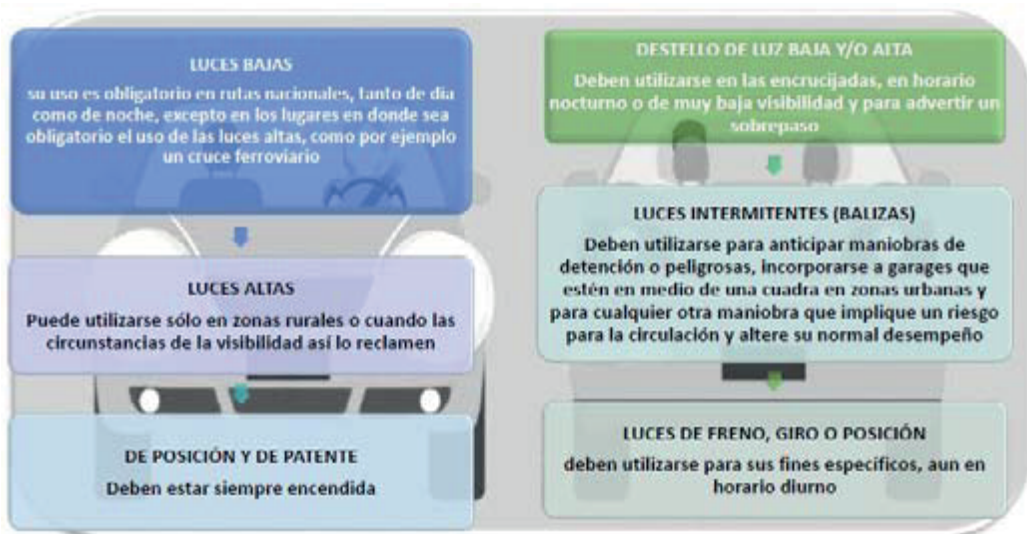 LUCES BAJAS
su uso es obligatorio en rutas nacionales, tanto de día
como de noche, excepto en los lugares en donde sea
obligatorio el uso de las luces altas, como por ejemplo
un cruce ferroviario
LUCES ALTAS
Puede utilizarse sólo en zonas rurales o cuando las
circunstancias de la visibilidad así lo reclamen
DE POSICIÓN Y DE PATENTE
Deben estar siempre encendida
DESTELLO DE LUZ BAJA Y/O ALTA
Deben utilizarse en las encrucijadas, en horario
nocturno o de muy baja visibilidad y para advertir un
sobrepaso
LUCES INTERMITENTES (BALIZAS)
Deben utilizarse para anticipar maniobras de
detención o peligrosas, incorporarse a garages que
estén en medio de una cuadra en zonas urbanas y
para cualquier otra maniobra que implique un riesgo
para la circulación y altere su normal desempeño
LUCES DE FRENO, GIRO O POSICIÓN
deben utilizarse para sus fines específicos, aun en
horario diurno